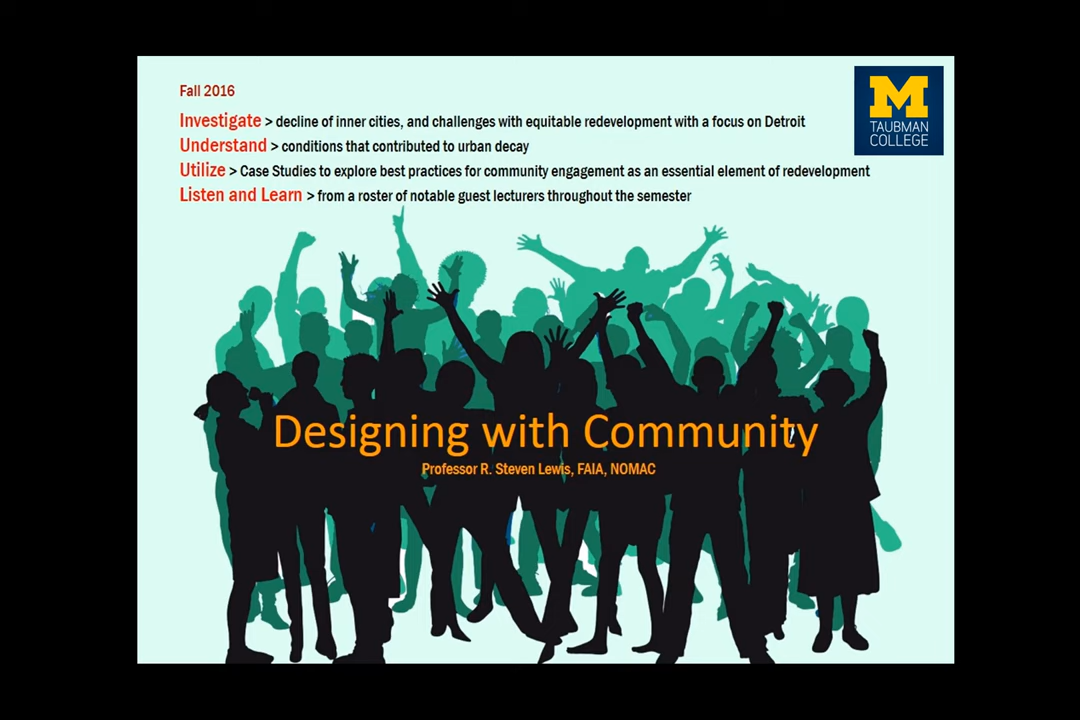 Fall 2016
Investigate > decline of inner cities, and challenges with equitable redevelopment with a focus on Detroit
Understand > conditions that contributed to urban decay
Utilize > Case Studies to explore best practices for community engagement as an essential element of redevelopment
Listen and Learn > from a roster of notable guest lecturers throughout the semester
M
TAUBMAN
COLLEGE
Designing with Community
Professor R. Steven Lewis, FAIA, NOMAC